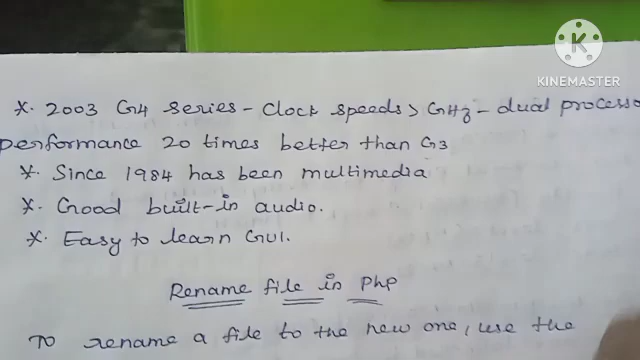 KINEMASTER
*. 2003 G4 series - Clock speeds > GHz - dual processo
performance 20 times better than G3
*. Since 1984 has been multimedia
*. Good built-in audio.
*. Easy to learn GUI.
Rename file in Php
To rename a file to the new one, use the